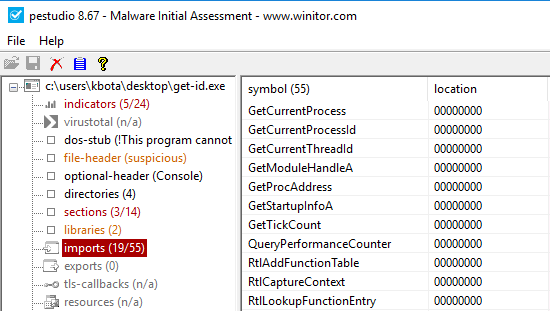 pestudio 8.67 - Malware Initial Assessment - www.winitor.com
File Help
?
c:\users\kbota\desktop\get-id.exe
indicators (5/24)
virustotal (n/a)
dos-stub (!This program cannot
file-header (suspicious)
optional-header (Console)
directories (4)
sections (3/14)
libraries (2)
imports (19/55)
exports (0)
tls-callbacks (n/a)
resources (n/a)
symbol (55) location
GetCurrentProcess 00000000
GetCurrentProcessId 00000000
GetCurrentThreadId 00000000
GetModuleHandleA 00000000
GetProcAddress 00000000
GetStartupInfoA 00000000
GetTickCount 00000000
QueryPerformanceCounter 00000000
RtlAddFunctionTable 00000000
RtlCaptureContext 00000000
RtlLookupFunctionEntry 00000000